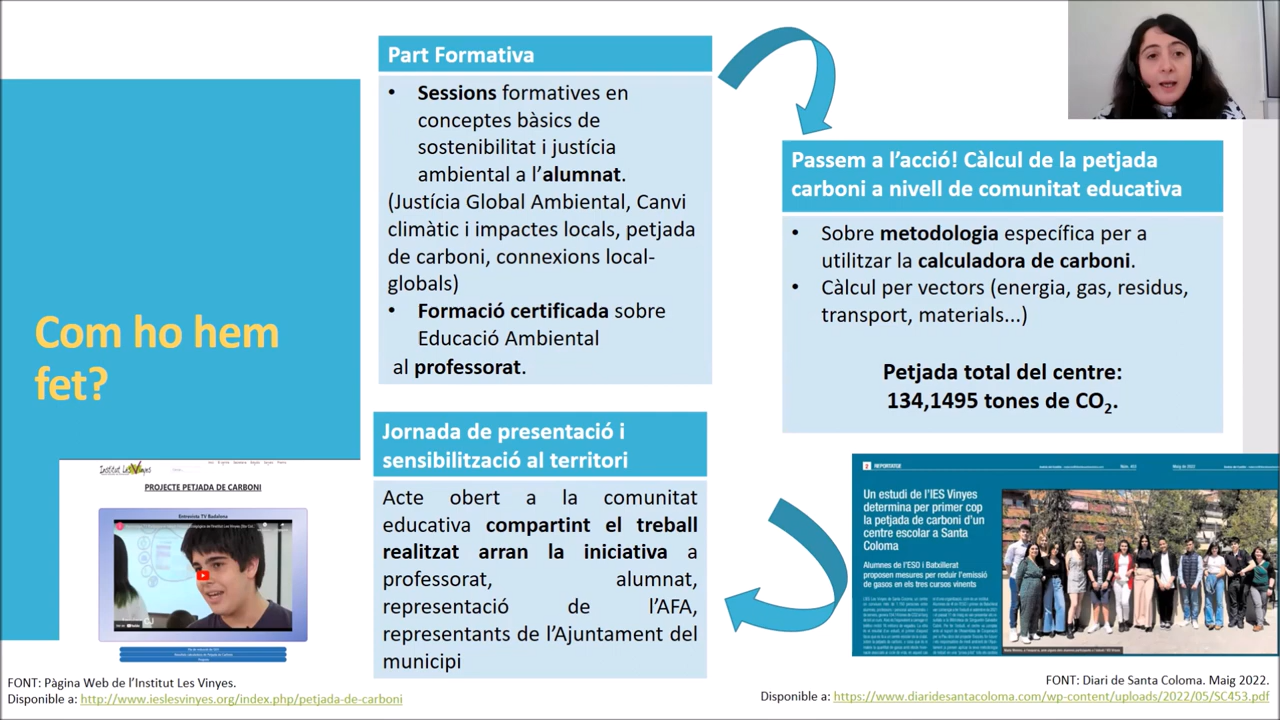 Com ho hem
fet?
Part Formativa
• Sessions formatives en
conceptes bàsics de
sostenibilitat i justícia
ambiental a l'alumnat.
(Justícia Global Ambiental, Canvi
climàtic i impactes locals, petjada
de carboni, connexions local-
globals)
• Formació certificada sobre
Educació Ambiental
al professorat.
Passem a l'acció! Càlcul de la petjada
carboni a nivell de comunitat educativa
• Sobre metodologia específica per a
utilitzar la calculadora de carboni.
• Càlcul per vectors (energia, gas, residus,
transport, materials...)
Petjada total del centre:
134,1495 tones de CO₂.
Jornada de presentació i
sensibilització al territori
Acte obert a la comunitat
educativa compartint el treball
realitzat arran la iniciativa a
professorat, alumnat,
representació de l'AFA,
representants de l'Ajuntament del
municipi
Institut Les Vinyes
PROJECTE PETJADA DE CARBONI
Entrevista TV Badalona
2 REPORTATGE
Maig de 2022
Un estudi de l'IES Vinyes
determina per primer cop
la petjada de carboni d'un
centre escolar a Santa
Coloma
Alumnes de l'ESO i Batxillerat
proposen mesures per reduir l'emissió
de gasos en els tres cursos vinents
FONT: Pàgina Web de l'Institut Les Vinyes.
Disponible a: http://www.ieslesvinyes.org/index.php/petjada-de-carboni
FONT: Diari de Santa Coloma. Maig 2022.
Disponible a: https://www.diaridesantacoloma.com/wp-content/uploads/2022/05/SC453.pdf